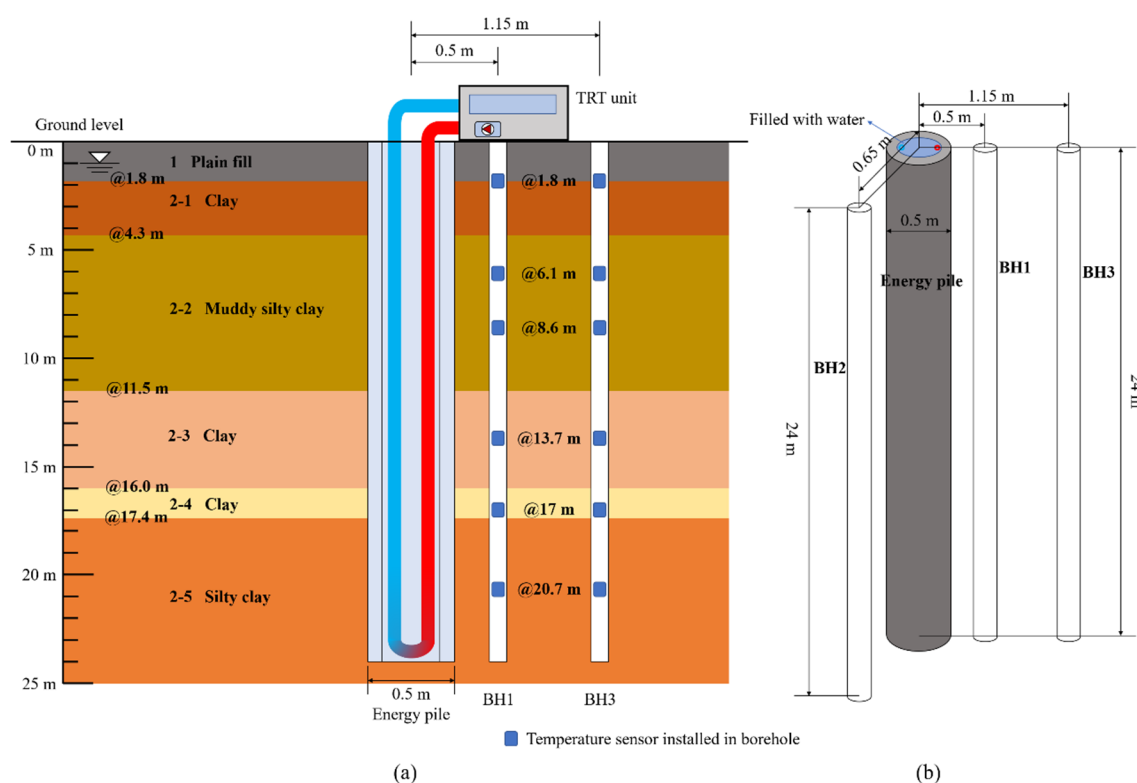 1.15 m
0.5 m
TRT unit
Ground level
0 m
1 Plain fill
@1.8 m
@1.8 m
2-1 Clay
@4.3 m
5 m
@6.1 m
2-2 Muddy silty clay
@8.6 m
10 m
@11.5 m
2-3 Clay
@13.7 m
15 m
@16.0 m
2-4 Clay
@17 m
@17.4 m
20 m
2-5 Silty clay
@20.7 m
25 m
0.5 m
Energy pile
BH1
BH3
Temperature sensor installed in borehole
(a)
1.15 m
Filled with water
0.5 m
0.65 m
0.5 m
Energy pile
BH1
BH3
BH2
24 m
24 m
(b)